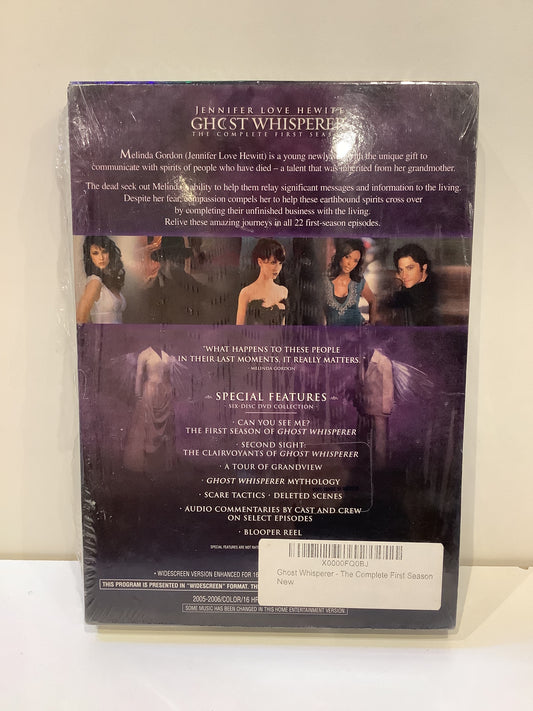 JENNIFER LOVE HEWITT
GHOST WHISPERER
THE COMPLETE FIRST SEASON
Melinda Gordon (Jennifer Love Hewitt) is a young newlywed with the unique gift to
communicate with spirits of people who have died – a talent that was inherited from her grandmother.
The dead seek out Melinda's ability to help them relay significant messages and information to the living.
Despite her fear, compassion compels her to help these earthbound spirits cross over
by completing their unfinished business with the living.
Relive these amazing journeys in all 22 first-season episodes.
"WHAT HAPPENS TO THESE PEOPLE
IN THEIR LAST MOMENTS, IT REALLY MATTERS."
-MELINDA GORDON
SPECIAL FEATURES
SIX-DISC DVD COLLECTION
· CAN YOU SEE ME?
THE FIRST SEASON OF GHOST WHISPERER
· SECOND SIGHT:
THE CLAIRVOYANTS OF GHOST WHISPERER
· A TOUR OF GRANDVIEW
· GHOST WHISPERER MYTHOLOGY
· SCARE TACTICS · DELETED SCENES
· AUDIO COMMENTARIES BY CAST AND CREW
ON SELECT EPISODES
· BLOOPER REEL
SPECIAL FEATURES ARE NOT RAT
• WIDESCREEN VERSION ENHANCED FOR 16
THIS PROGRAM IS PRESENTED IN "WIDESCREEN" FORMAT. TH
2005-2006/COLOR/16 HR
SOME MUSIC HAS BEEN CHANGED IN THIS HOME ENTERTAINMENT VERSION.
X0000FQ0BJ
Ghost Whisperer - The Complete First Season
New